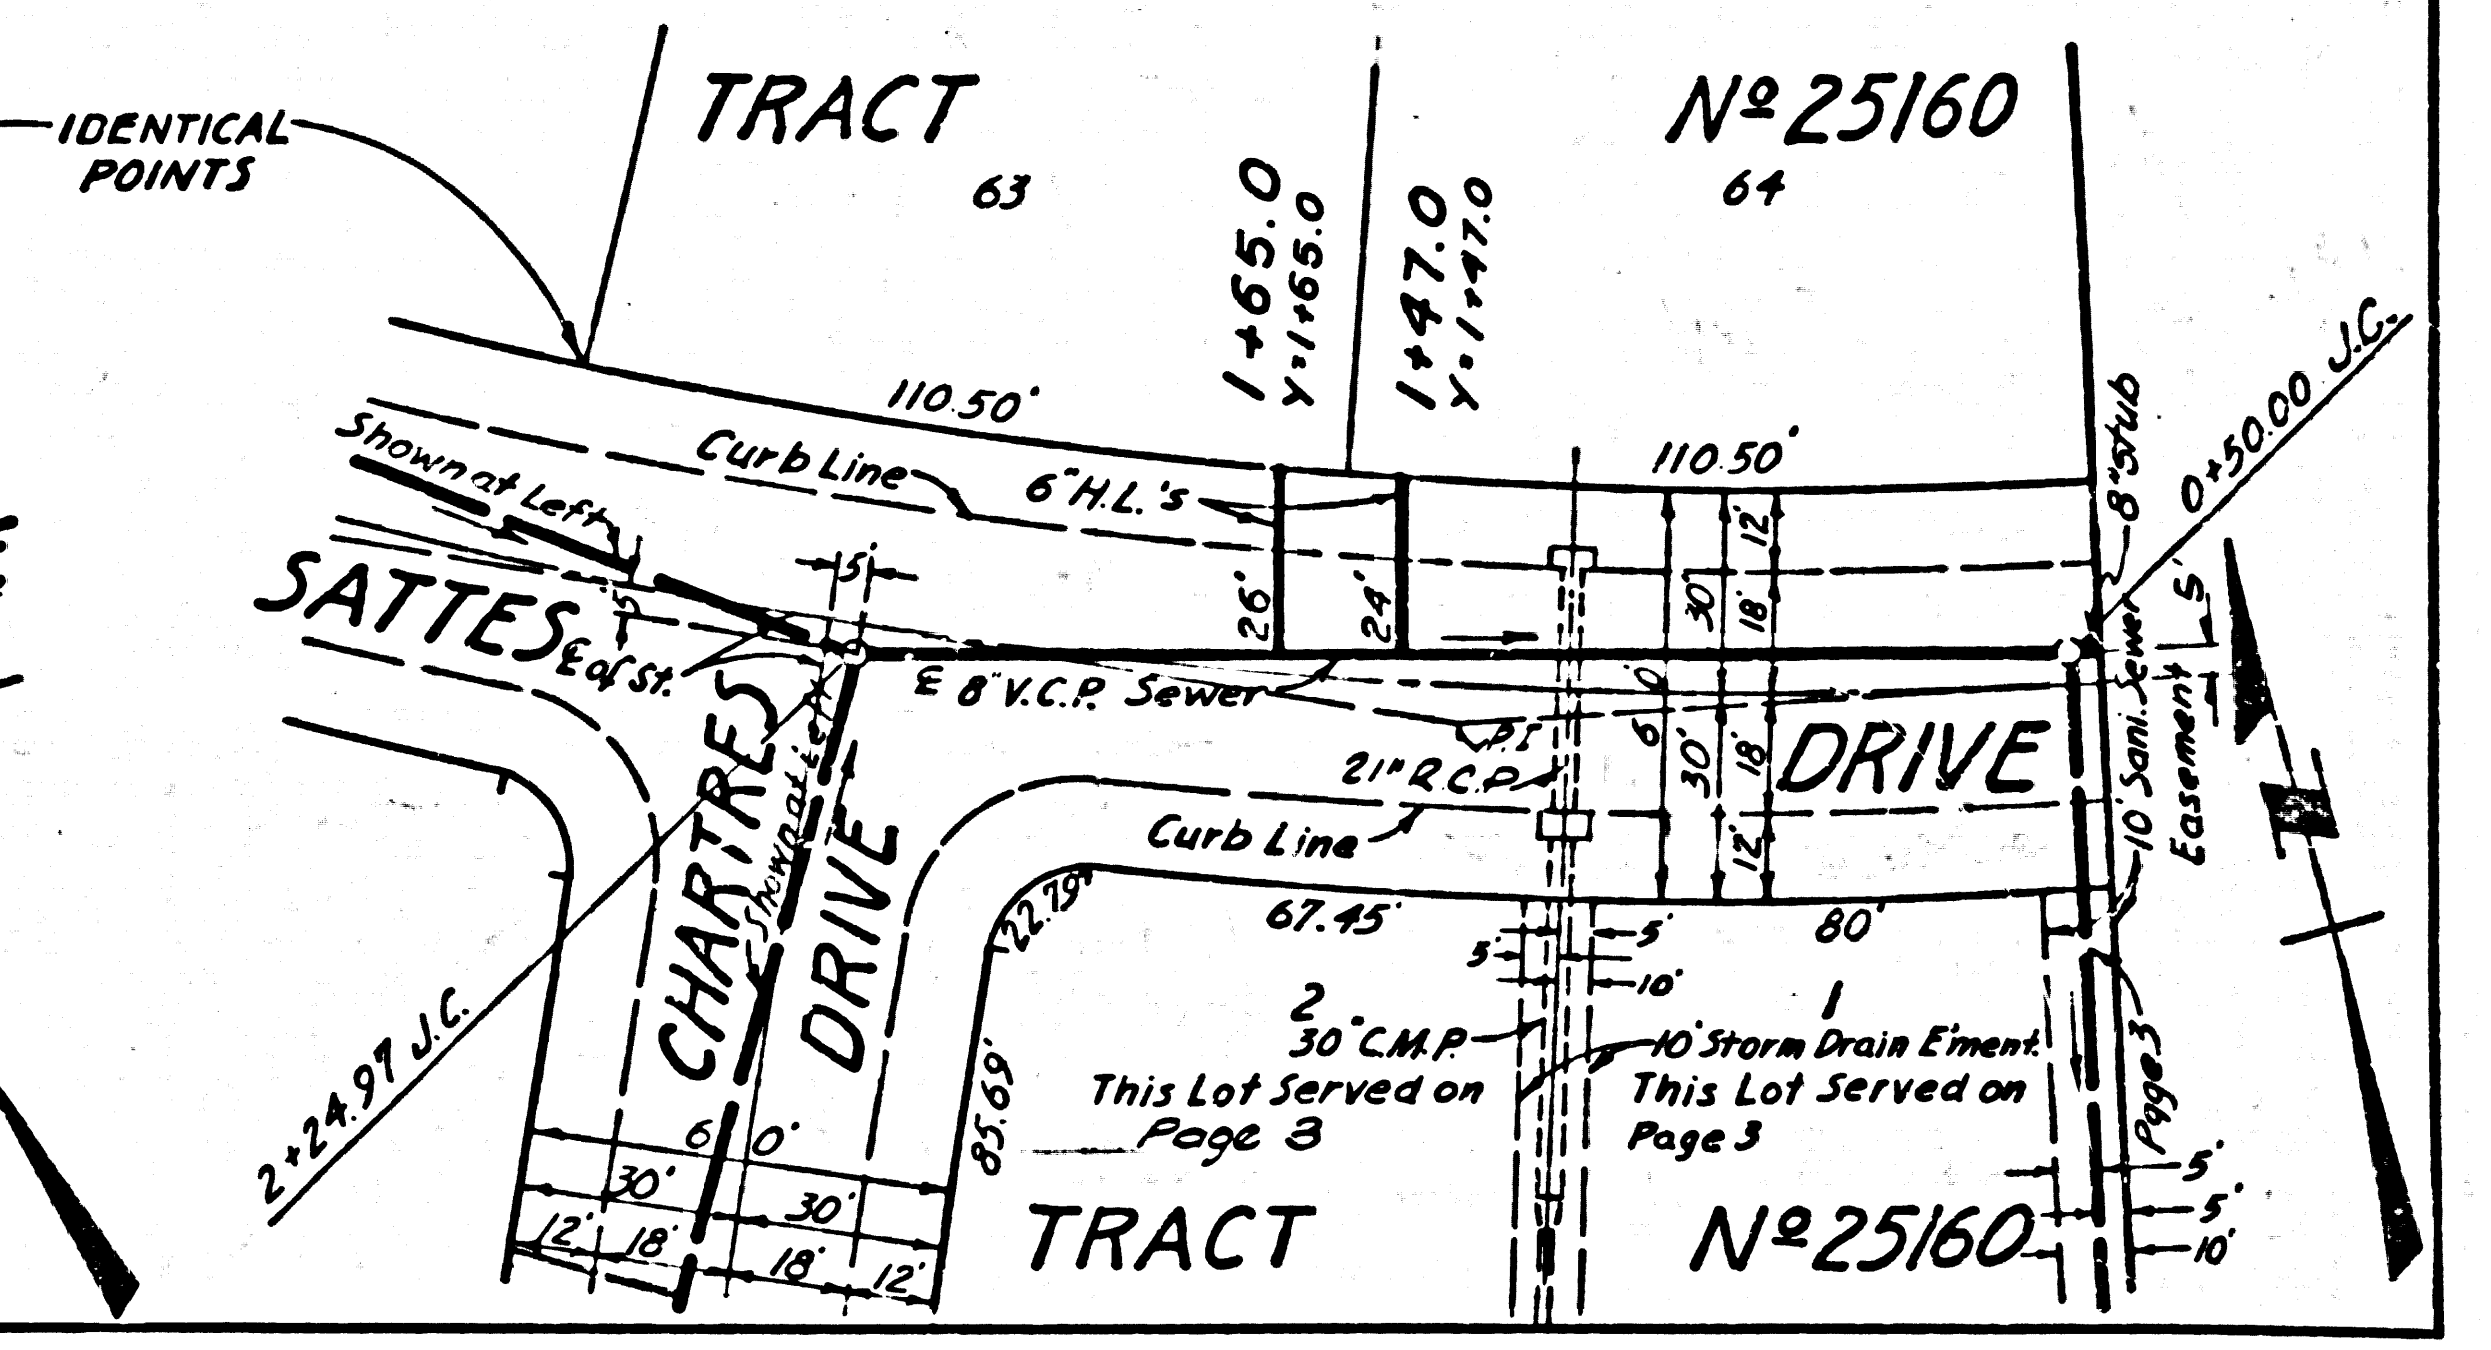 IDENTICAL
POINTS
TRACT
Nº 25160
63
64
1+65.0
Y=1+65.0
1+47.0
Y=1+47.0
110.50'
110.50'
Curb Line
6" H.L.'s
Shown at Left
5'
5'
26'
24'
30'
12'
18'
8" Stub
0+50.00 J.C.
5'
SATTES
DRIVE
℄ of St.
℄ 8" V.C.P. Sewer
P.I.
21" R.C.P.
Curb Line
60'
30'
18'
12'
10' Sani. Sewer
Easement
CHARTRES
DRIVE
Shown at Left
22.79'
67.45'
80'
5'
5'
10'
2
1
30" C.M.P.
10' Storm Drain E'ment.
This Lot Served on
Page 3
This Lot Served on
Page 3
Page 3
85.69'
2+24.97 J.C.
60'
30'
30'
12'
18'
18'
12'
5'
5'
10'
TRACT
Nº 25160